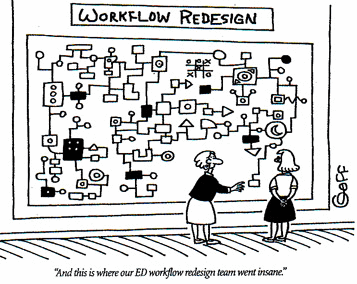 WORKFLOW REDESIGN
GOFF
"And this is where our ED workflow redesign team went insane."